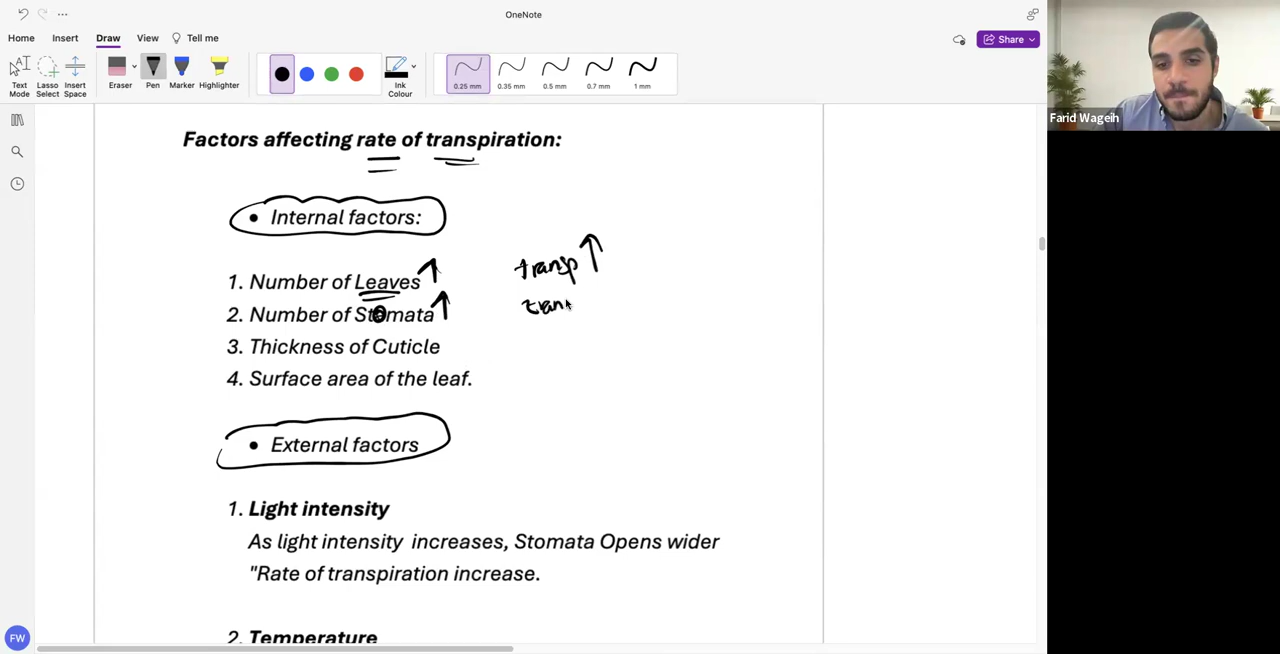 OneNote
Home Insert Draw View Tell me
Share
Text Mode Lasso Select Insert Space Eraser Pen Marker Highlighter
0.25 mm 0.35 mm 0.5 mm 0.7 mm 1 mm
Ink Colour
Farid Wageih
Factors affecting rate of transpiration:
• Internal factors:
1. Number of Leaves
transp
2. Number of Stomata
tran
3. Thickness of Cuticle
4. Surface area of the leaf.
• External factors
1. Light intensity
As light intensity increases, Stomata Opens wider
"Rate of transpiration increase.
2. Temperature
FW